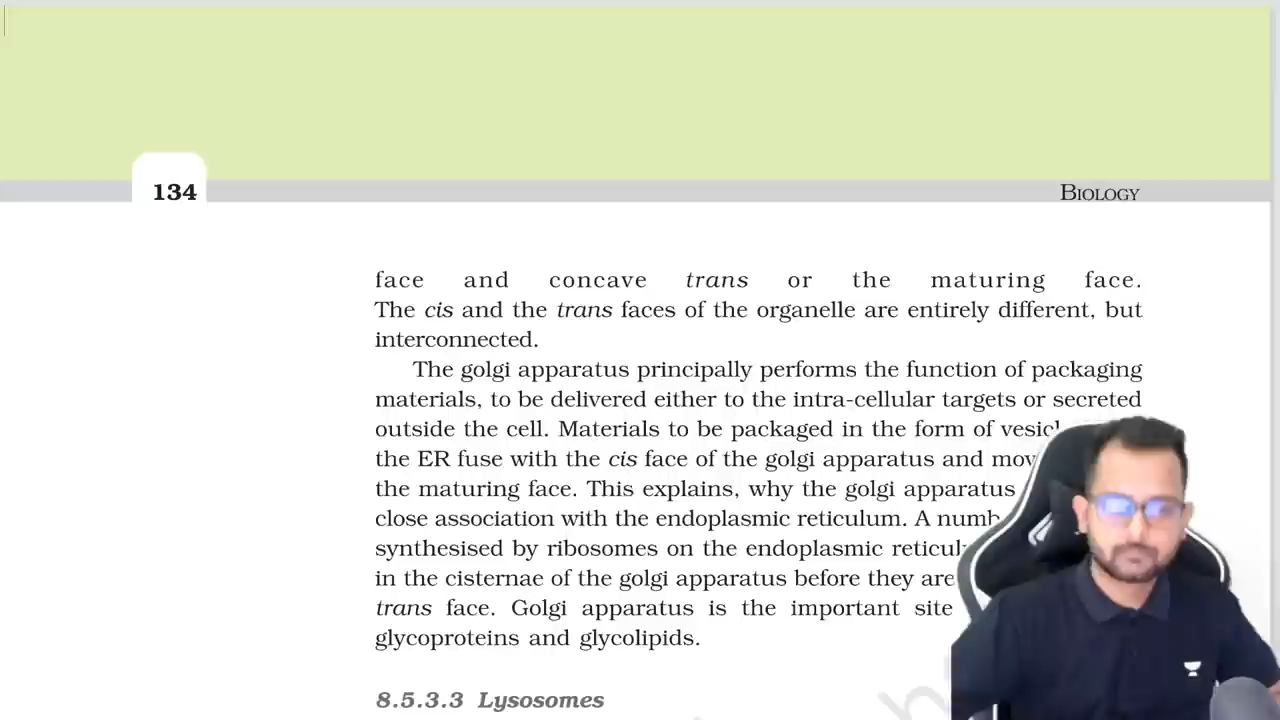 134
BIOLOGY
face and concave trans or the maturing face.
The cis and the trans faces of the organelle are entirely different, but
interconnected.
The golgi apparatus principally performs the function of packaging
materials, to be delivered either to the intra-cellular targets or secreted
outside the cell. Materials to be packaged in the form of
the ER fuse with the cis face of the golgi apparatus and
the maturing face. This explains, why the golgi apparatus
close association with the endoplasmic reticulum. A
synthesised by ribosomes on the endoplasmic
in the cisternae of the golgi apparatus before they are
trans face. Golgi apparatus is the important site
glycoproteins and glycolipids.
8.5.3.3 Lysosomes